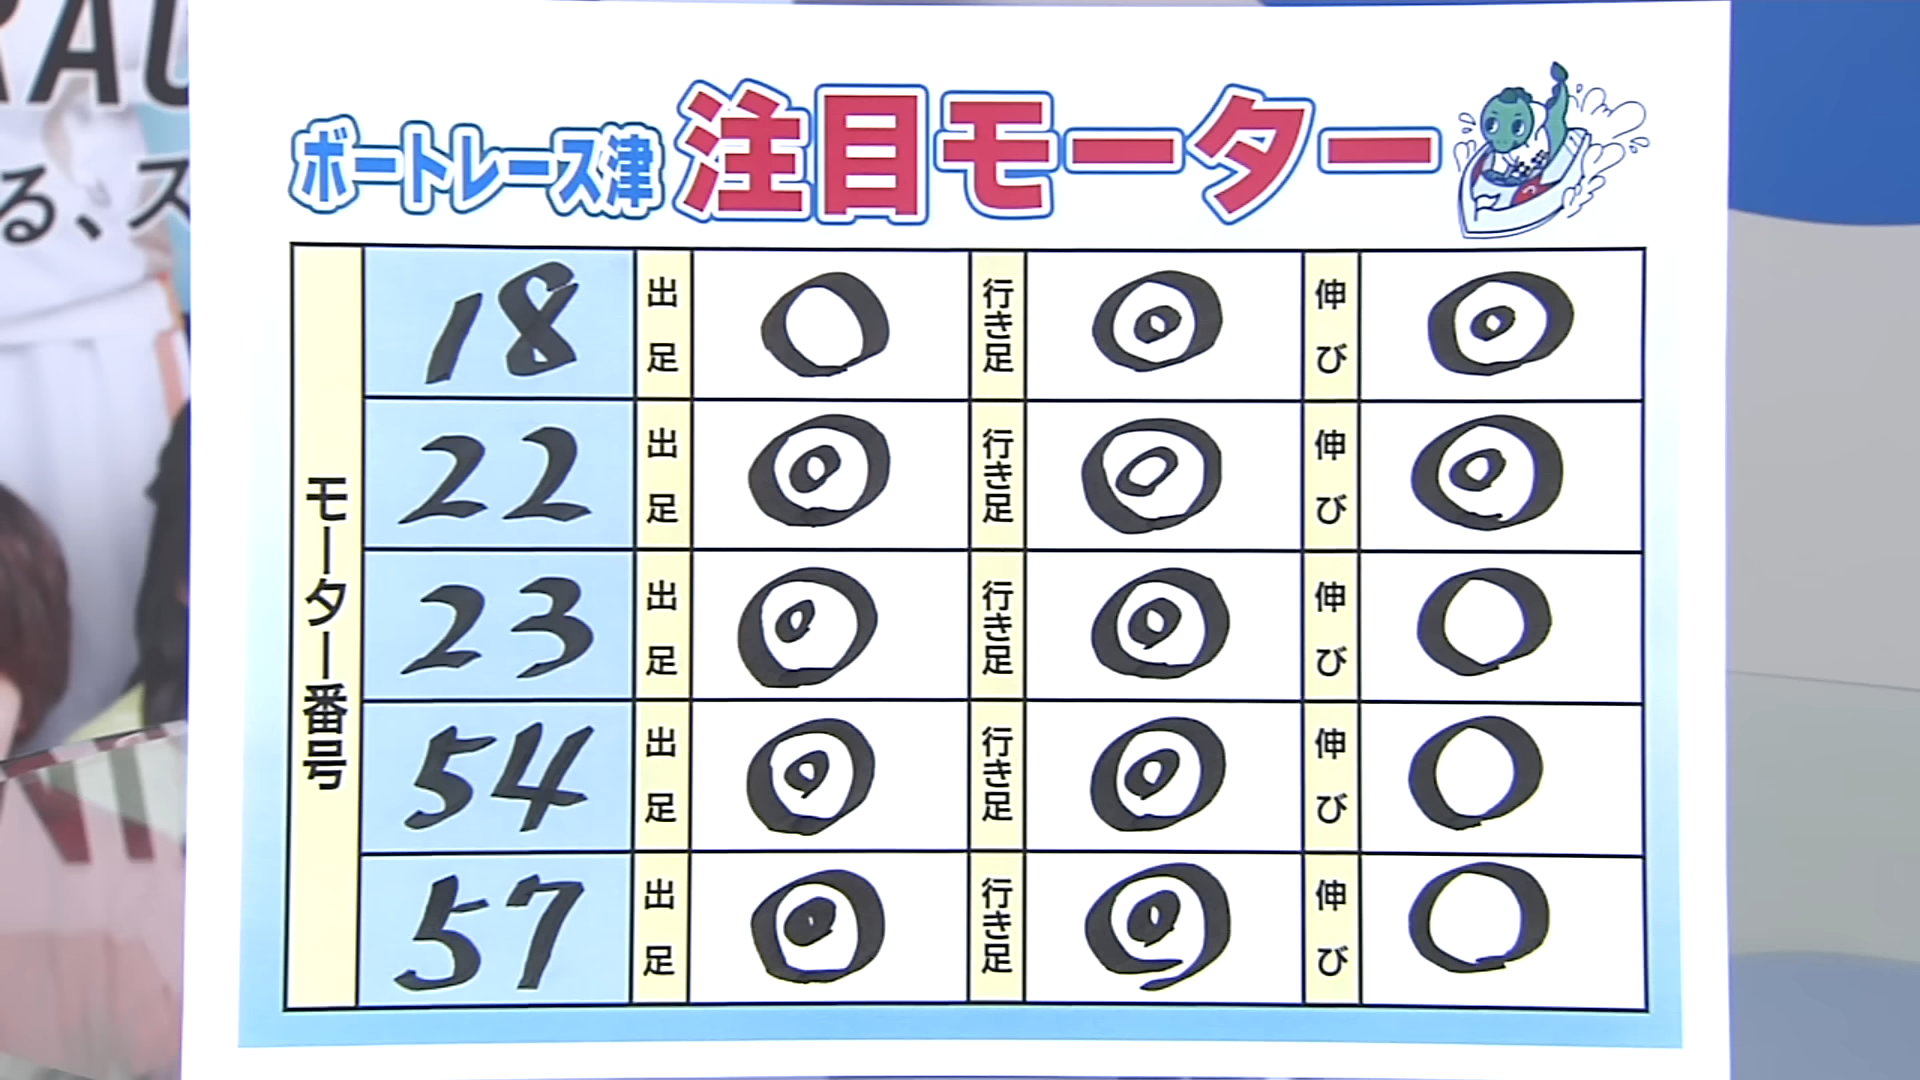 RAU
る、ス
ボートレース津 注目モーター
モーター番号
18 出足 ○ 行き足 ◎ 伸び ◎
22 出足 ◎ 行き足 ◎ 伸び ◎
23 出足 ◎ 行き足 ◎ 伸び ○
54 出足 ◎ 行き足 ◎ 伸び ○
57 出足 ◎ 行き足 ◎ 伸び ○